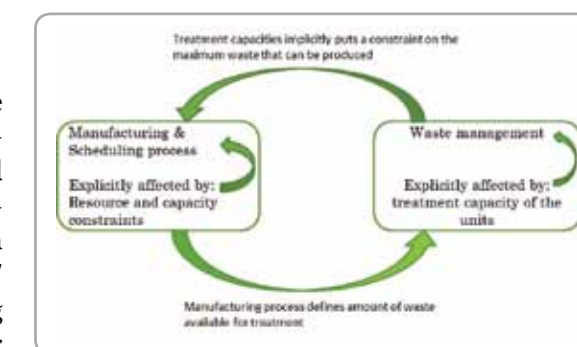 Treatment capacities implicitly puts a constraint on the
maximum waste that can be produced
Manufacturing &
Scheduling process
Explicitly affected by:
Resource and capacity
constraints
Waste management
Explicitly affected by:
treatment capacity of the
units
Manufacturing process defines amount of waste
available for treatment